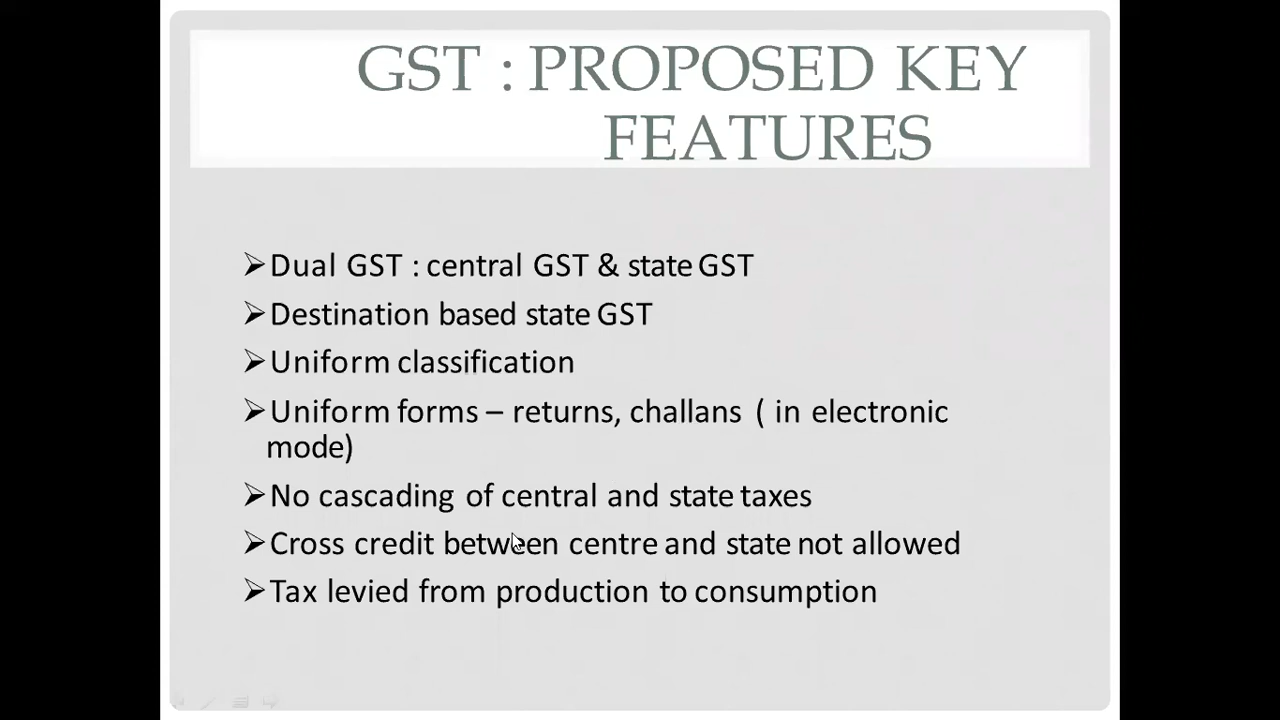 GST : PROPOSED KEY
FEATURES
➢Dual GST : central GST & state GST
➢Destination based state GST
➢Uniform classification
➢Uniform forms – returns, challans ( in electronic
mode)
➢No cascading of central and state taxes
➢Cross credit between centre and state not allowed
➢Tax levied from production to consumption